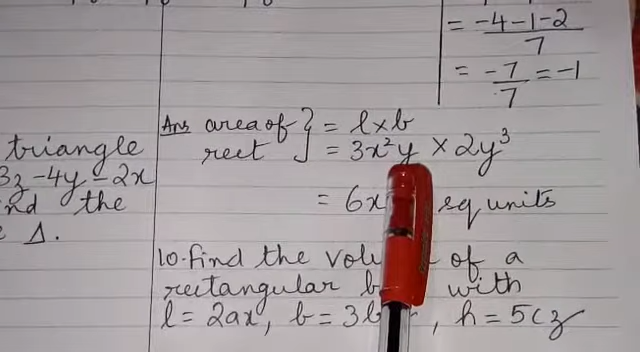 = -4-1-2
7
= -7 = -1
7
triangle
3z-4y-2x
nd the
Δ.
Ans area of } = l×b
rect = 3x²y × 2y³
= 6x sq units
10. Find the of a
rectangular with
l = 2ax, b = 3b , h = 5cz